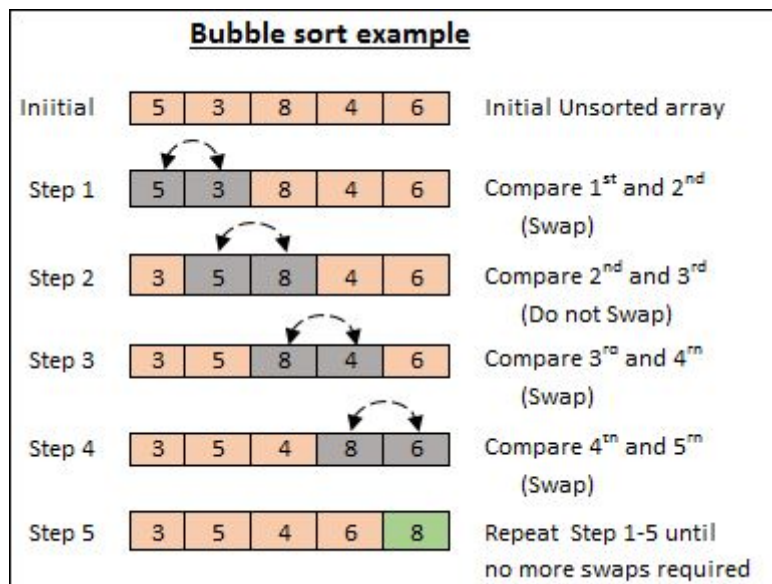 Bubble sort example
Iniitial 5 3 8 4 6 Initial Unsorted array
Step 1 5 3 8 4 6 Compare 1st and 2nd
(Swap)
Step 2 3 5 8 4 6 Compare 2nd and 3rd
(Do not Swap)
Step 3 3 5 8 4 6 Compare 3rd and 4rn
(Swap)
Step 4 3 5 4 8 6 Compare 4tn and 5rn
(Swap)
Step 5 3 5 4 6 8 Repeat Step 1-5 until
no more swaps required